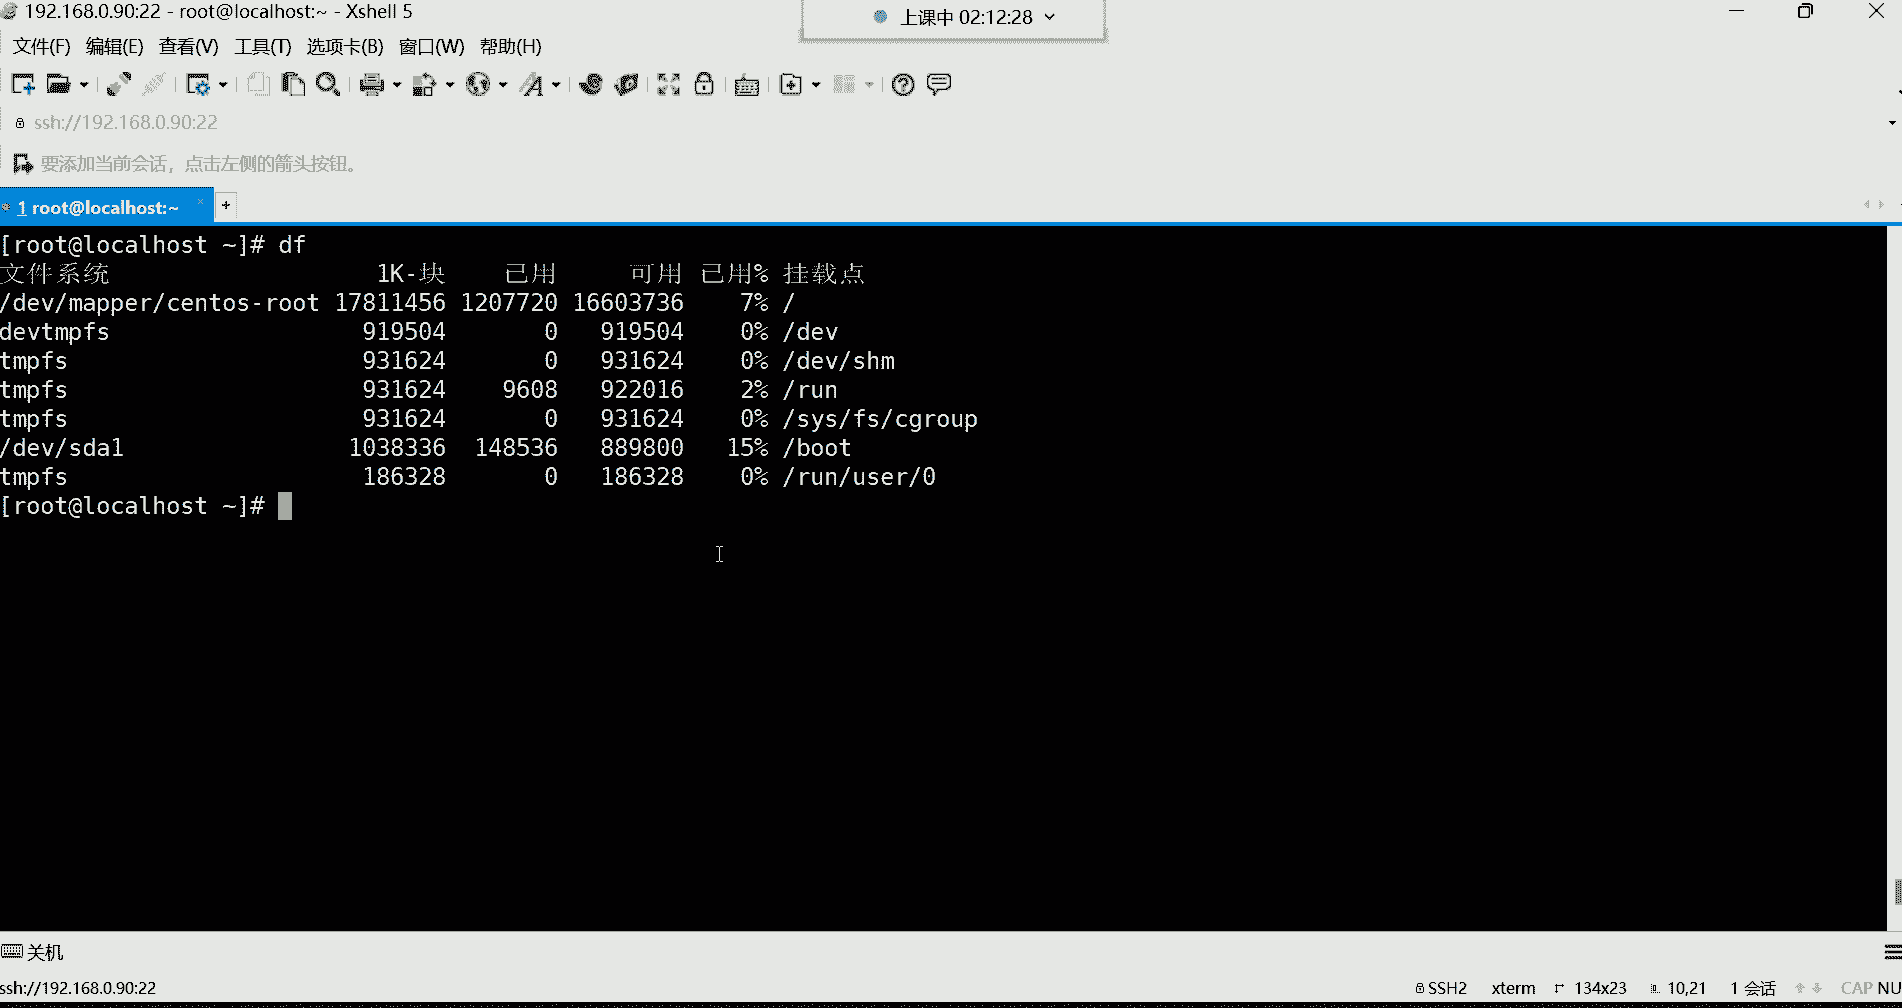 192.168.0.90:22 - root@localhost:~ - Xshell 5
上课中 02:12:28
文件(F) 编辑(E) 查看(V) 工具(T) 选项卡(B) 窗口(W) 帮助(H)
ssh://192.168.0.90:22
要添加当前会话，点击左侧的箭头按钮。
1 root@localhost:~ × +
[root@localhost ~]# df
文件系统 1K-块 已用 可用 已用% 挂载点
/dev/mapper/centos-root 17811456 1207720 16603736 7% /
devtmpfs 919504 0 919504 0% /dev
tmpfs 931624 0 931624 0% /dev/shm
tmpfs 931624 9608 922016 2% /run
tmpfs 931624 0 931624 0% /sys/fs/cgroup
/dev/sda1 1038336 148536 889800 15% /boot
tmpfs 186328 0 186328 0% /run/user/0
[root@localhost ~]#
关机
ssh://192.168.0.90:22 SSH2 xterm 134x23 10,21 1 会话 CAP NU